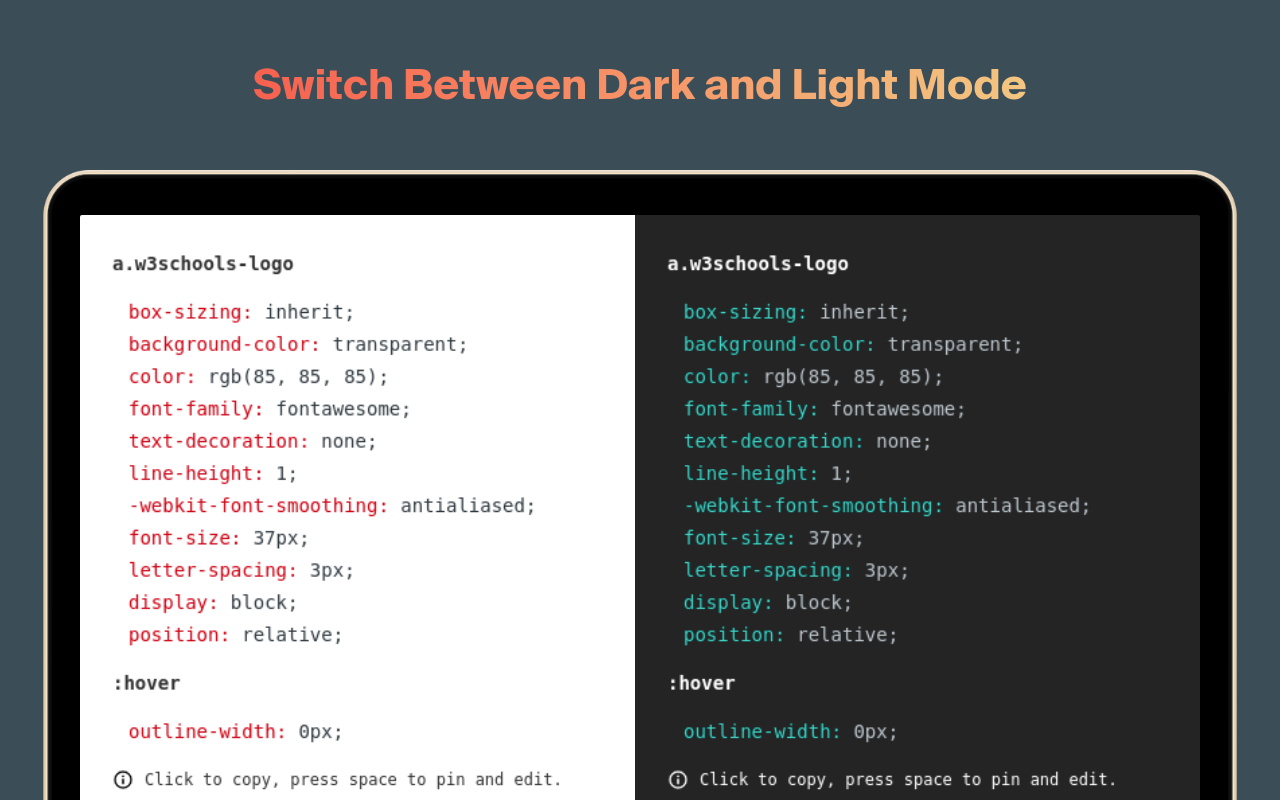 Switch Between Dark and Light Mode
a.w3schools-logo
box-sizing: inherit;
background-color: transparent;
color: rgb(85, 85, 85);
font-family: fontawesome;
text-decoration: none;
line-height: 1;
-webkit-font-smoothing: antialiased;
font-size: 37px;
letter-spacing: 3px;
display: block;
position: relative;
:hover
outline-width: 0px;
Click to copy, press space to pin and edit.
a.w3schools-logo
box-sizing: inherit;
background-color: transparent;
color: rgb(85, 85, 85);
font-family: fontawesome;
text-decoration: none;
line-height: 1;
-webkit-font-smoothing: antialiased;
font-size: 37px;
letter-spacing: 3px;
display: block;
position: relative;
:hover
outline-width: 0px;
Click to copy, press space to pin and edit.